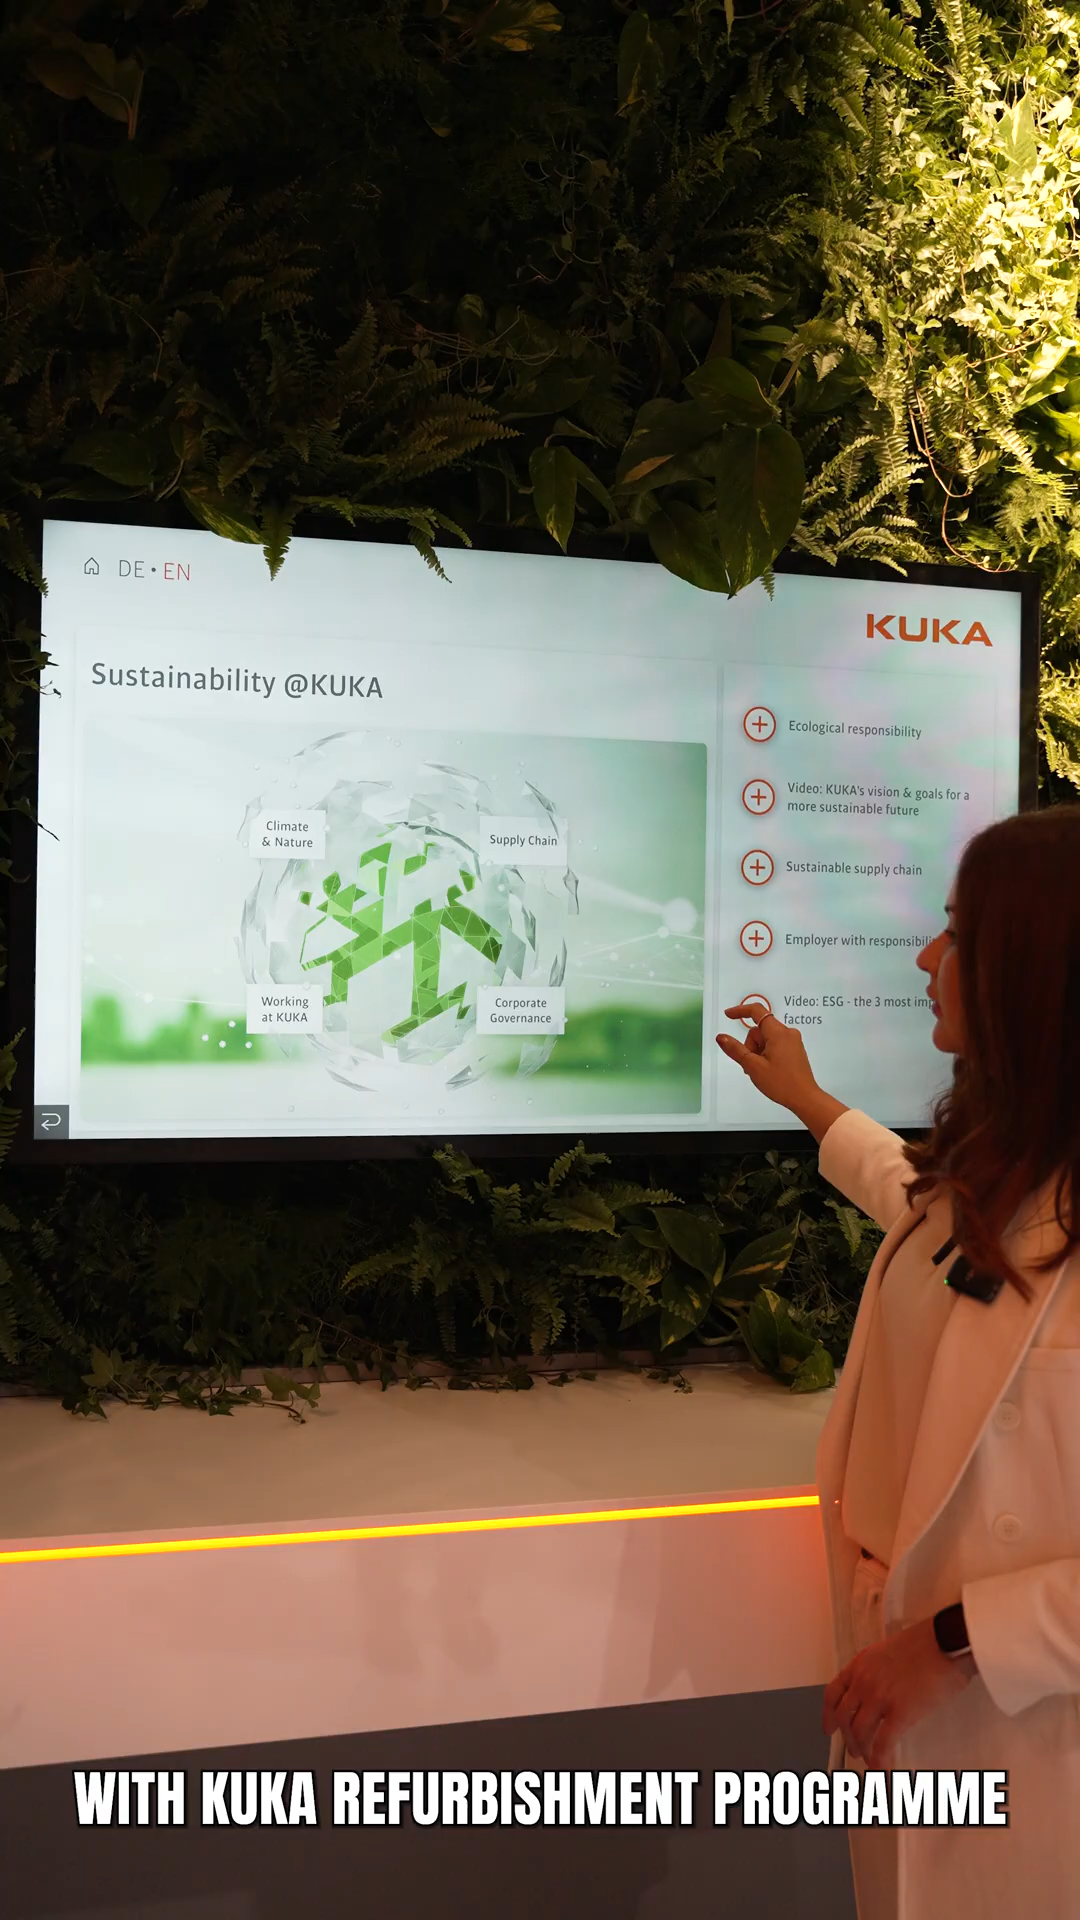 DE • EN
KUKA
Sustainability @KUKA
Climate
& Nature
Supply Chain
Working
at KUKA
Corporate
Governance
Ecological responsibility
Video: KUKA's vision & goals for a
more sustainable future
Sustainable supply chain
Employer with
Video: ESG - the 3 most
factors
WITH KUKA REFURBISHMENT PROGRAMME